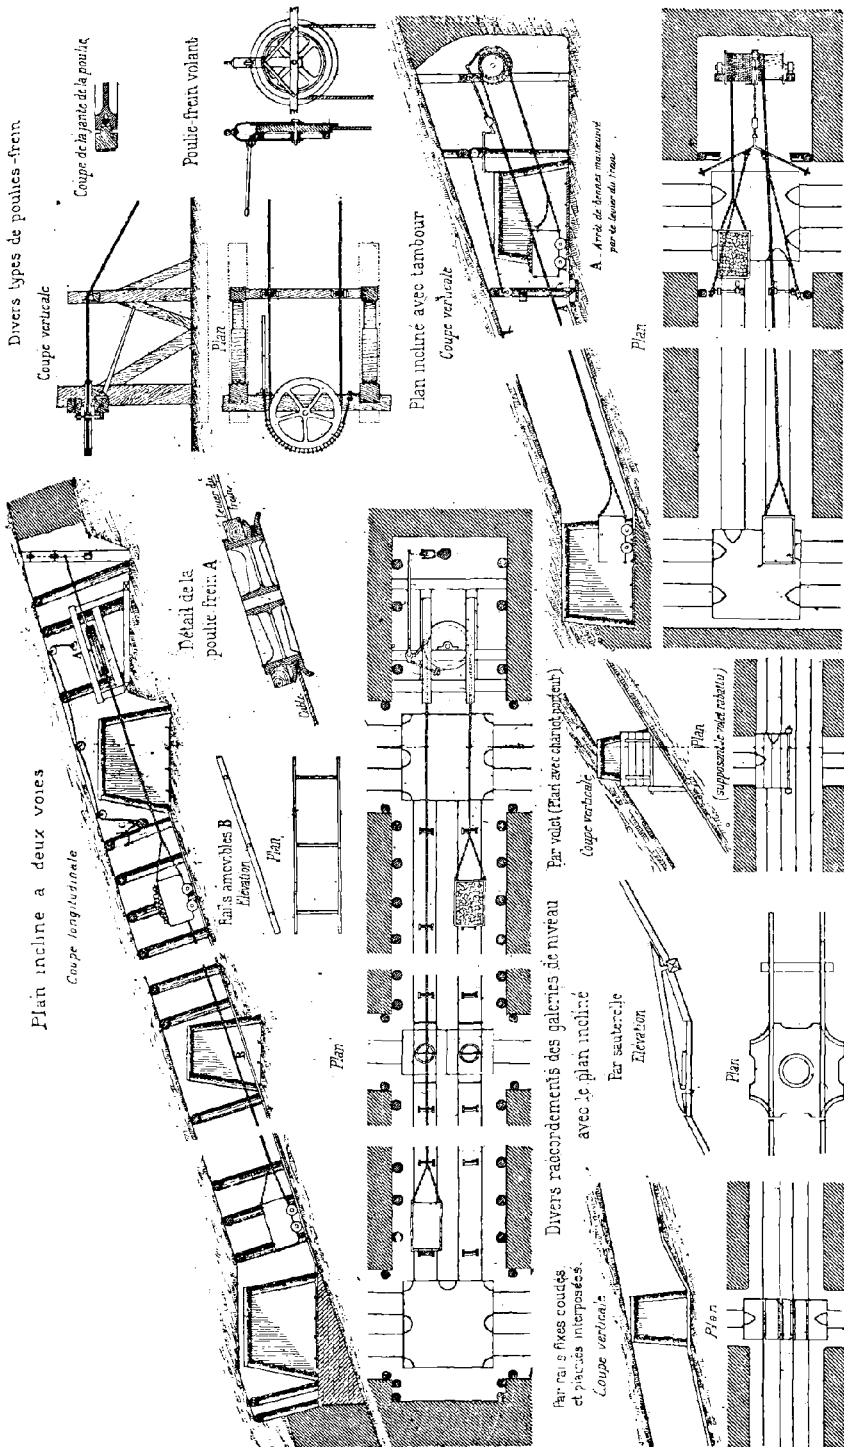 Divers types de poulies-frein
Coupe verticale
Coupe de la jante de la poulie
Poulie-frein volant
Plan
Plan incliné à deux voies
Coupe longitudinale
A
B
Détail de la
poulie frein A
Levier du frein
Câble
Rails amovibles B
Elévation
Plan
Plan
Plan incliné avec tambour
Coupe verticale
A. Arrêt de bennes manœuvré
par le levier du frein
Plan
Divers raccordements des galeries de niveau
avec le plan incliné
Par rails fixes coudés
et plaques interposées.
Coupe verticale
Plan
Par sauterelle
Elévation
Plan
Par volet (Plan avec chariot porteur)
Coupe verticale
Plan
(supposant le volet rabattu)